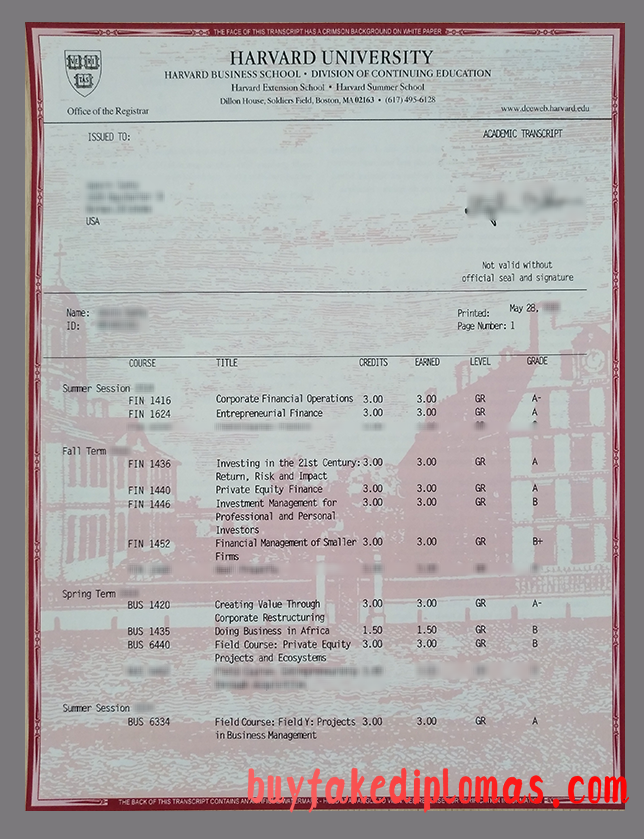 THE FACE OF THIS TRANSCRIPT HAS A CRIMSON BACKGROUND ON WHITE PAPER
VE RI TAS
HARVARD UNIVERSITY
HARVARD BUSINESS SCHOOL • DIVISION OF CONTINUING EDUCATION
Harvard Extension School • Harvard Summer School
Dillon House, Soldiers Field, Boston, MA 02163 • (617) 495-6128
Office of the Registrar www.dceweb.harvard.edu
ISSUED TO: ACADEMIC TRANSCRIPT
USA
Not valid without
official seal and signature
Name: Printed: May 28,
ID: Page Number: 1
COURSE TITLE CREDITS EARNED LEVEL GRADE
Summer Session
FIN 1416 Corporate Financial Operations 3.00 3.00 GR A-
FIN 1624 Entrepreneurial Finance 3.00 3.00 GR A
Fall Term
FIN 1436 Investing in the 21st Century: 3.00 3.00 GR A
Return, Risk and Impact
FIN 1440 Private Equity Finance 3.00 3.00 GR A
FIN 1446 Investment Management for 3.00 3.00 GR B
Professional and Personal
Investors
FIN 1452 Financial Management of Smaller 3.00 3.00 GR B+
Firms
Spring Term
BUS 1420 Creating Value Through 3.00 3.00 GR A-
Corporate Restructuring
BUS 1435 Doing Business in Africa 1.50 1.50 GR B
BUS 6440 Field Course: Private Equity 3.00 3.00 GR B
Projects and Ecosystems
Summer Session
BUS 6334 Field Course: Field Y: Projects 3.00 3.00 GR A
in Business Management
buyfakediplomas.com
THE BACK OF THIS TRANSCRIPT CONTAINS